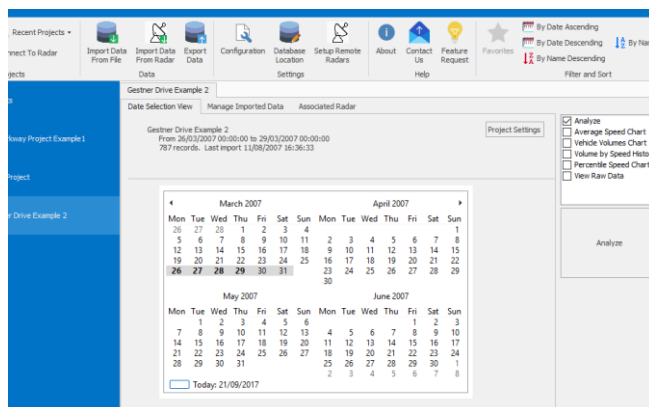 Recent Projects
nnect To Radar
ojects
Import Data From File
Import Data From Radar
Export Data
Data
Configuration
Database Location
Setup Remote Radars
Settings
About
Contact Us
Feature Request
Help
Favorites
By Date Ascending
By Date Descending
By Name Descending
By Na
Filter and Sort
Gestner Drive Example 2
Date Selection View Manage Imported Data Associated Radar
rkway Project Example1
Project
er Drive Example 2
Gestner Drive Example 2
From 26/03/2007 00:00:00 to 29/03/2007 00:00:00
787 records. Last import 11/08/2007 16:36:33
Project Settings
Analyze
Average Speed Chart
Vehicle Volumes Chart
Volume by Speed Histo
Percentile Speed Chart
View Raw Data
Analyze
March 2007
Mon Tue Wed Thu Fri Sat Sun
26 27 28 1 2 3 4
5 6 7 8 9 10 11
12 13 14 15 16 17 18
19 20 21 22 23 24 25
26 27 28 29 30 31
April 2007
Mon Tue Wed Thu Fri Sat Sun
1
2 3 4 5 6 7 8
9 10 11 12 13 14 15
16 17 18 19 20 21 22
23 24 25 26 27 28 29
30
May 2007
Mon Tue Wed Thu Fri Sat Sun
1 2 3 4 5 6
7 8 9 10 11 12 13
14 15 16 17 18 19 20
21 22 23 24 25 26 27
28 29 30 31
June 2007
Mon Tue Wed Thu Fri Sat Sun
1 2 3
4 5 6 7 8 9 10
11 12 13 14 15 16 17
18 19 20 21 22 23 24
25 26 27 28 29 30 1
2 3 4 5 6 7 8
Today: 21/09/2017